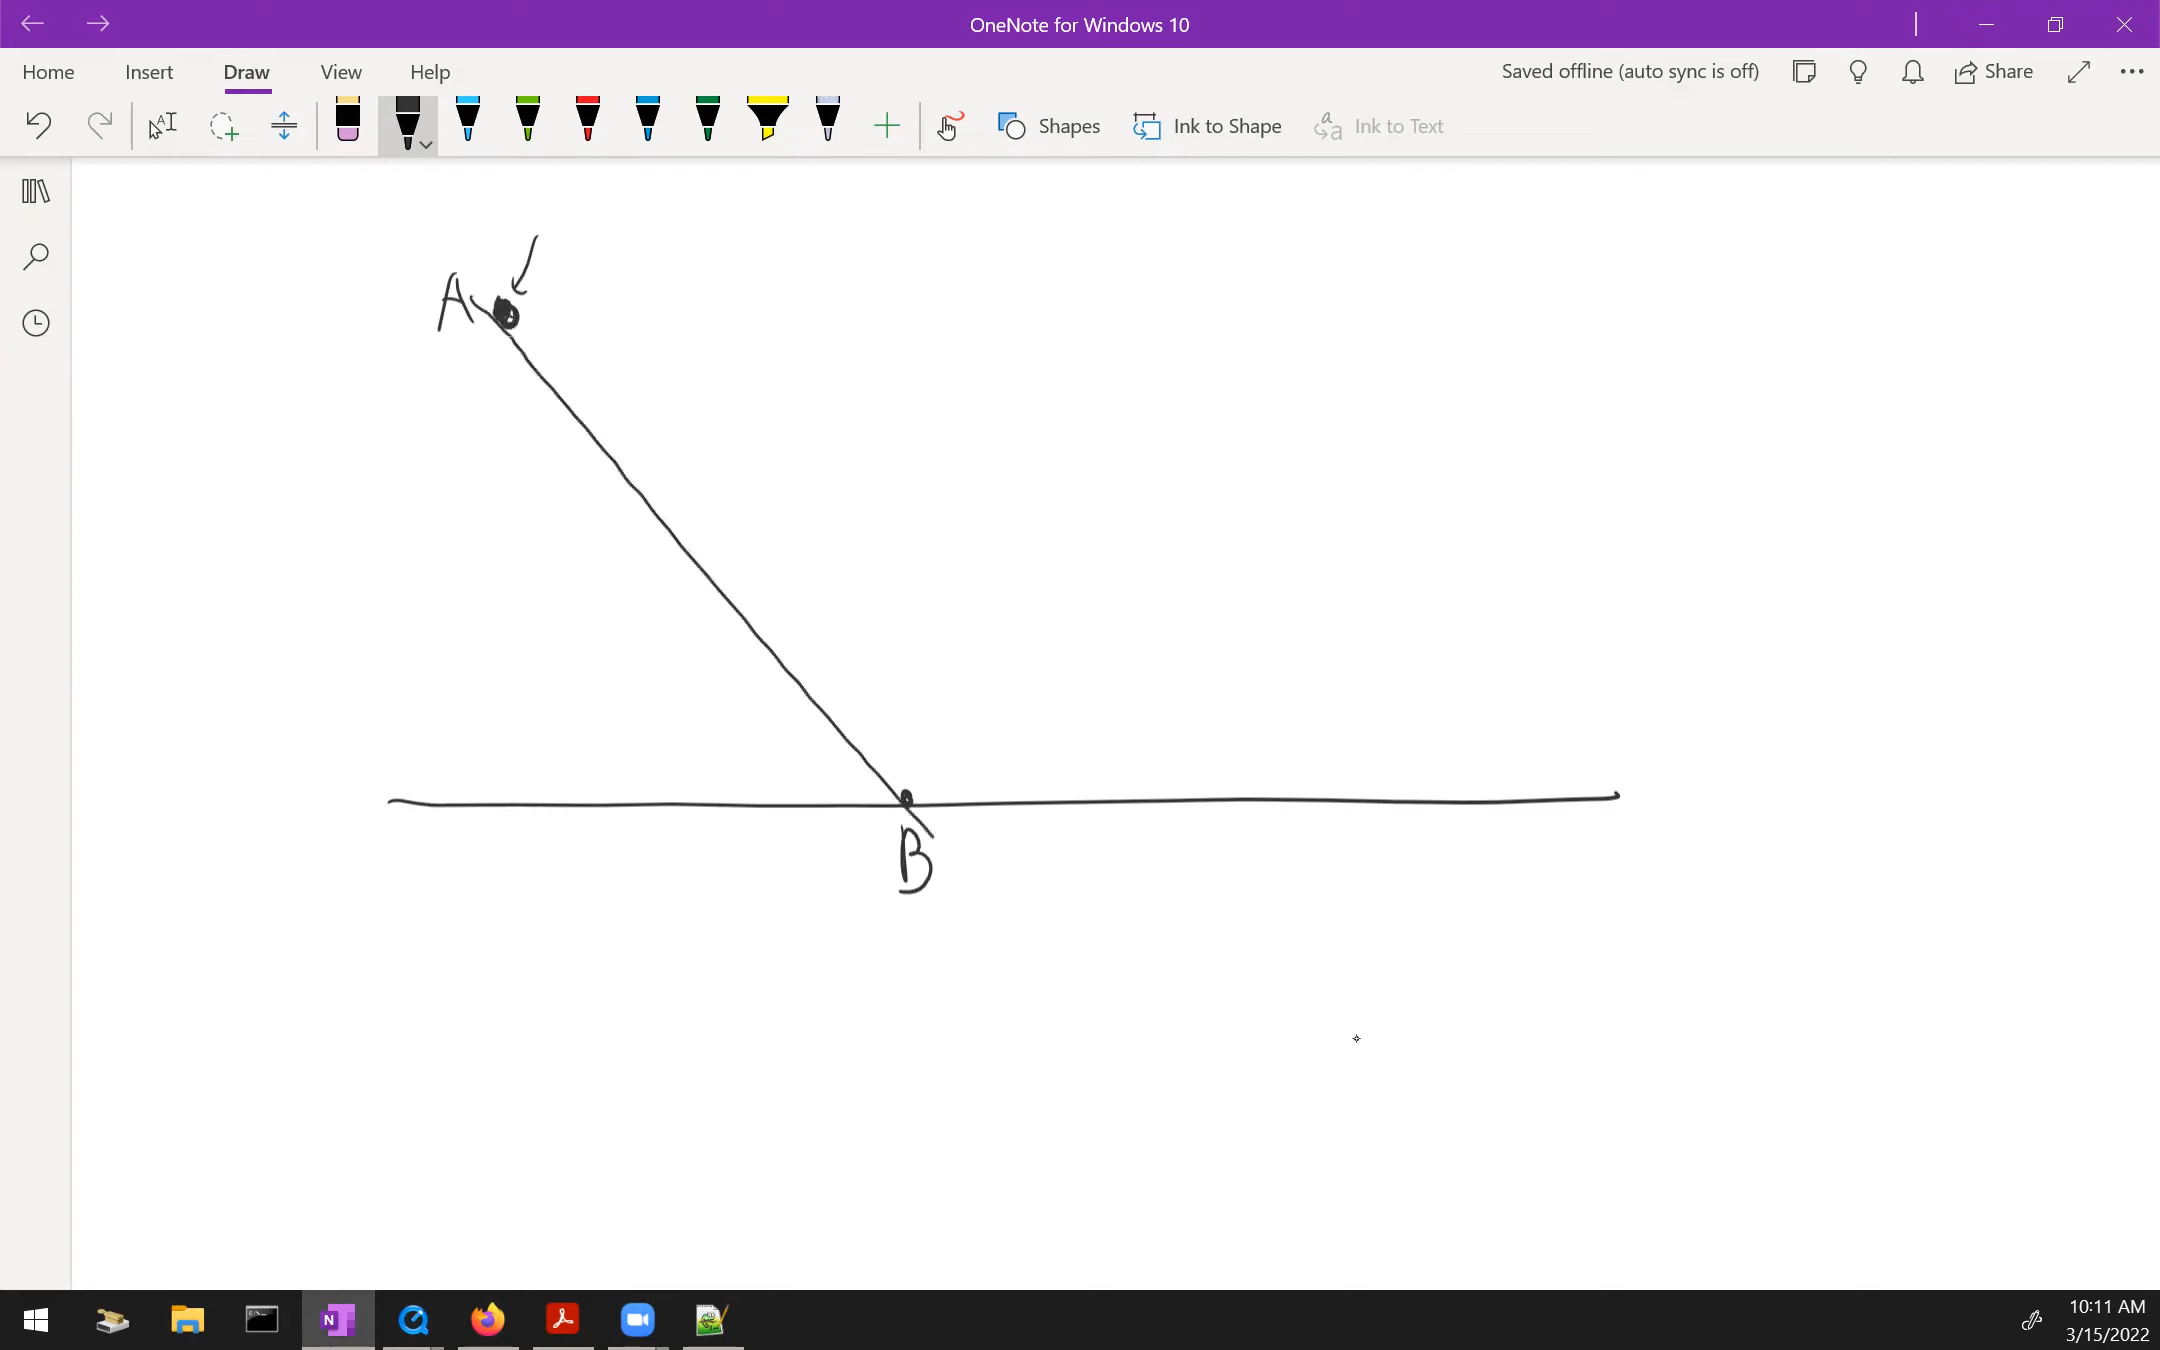 OneNote for Windows 10
Home Insert Draw View Help Saved offline (auto sync is off) Share
Shapes Ink to Shape Ink to Text
A
B
10:11 AM
3/15/2022